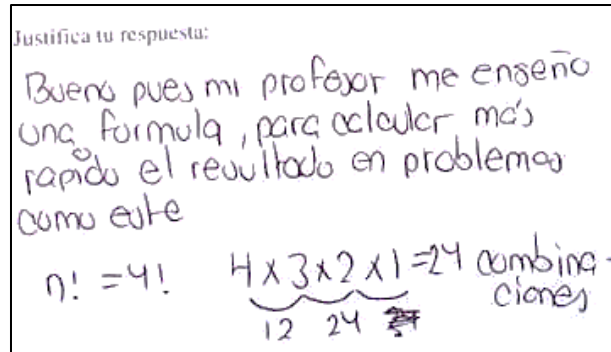 Justifica tu respuesta:
Bueno pues mi profesor me enseño
una formula, para calcular más
rapido el resultado en problemas
como este
n! = 4! 4 x 3 x 2 x 1 = 24 combina-
ciones
12 24